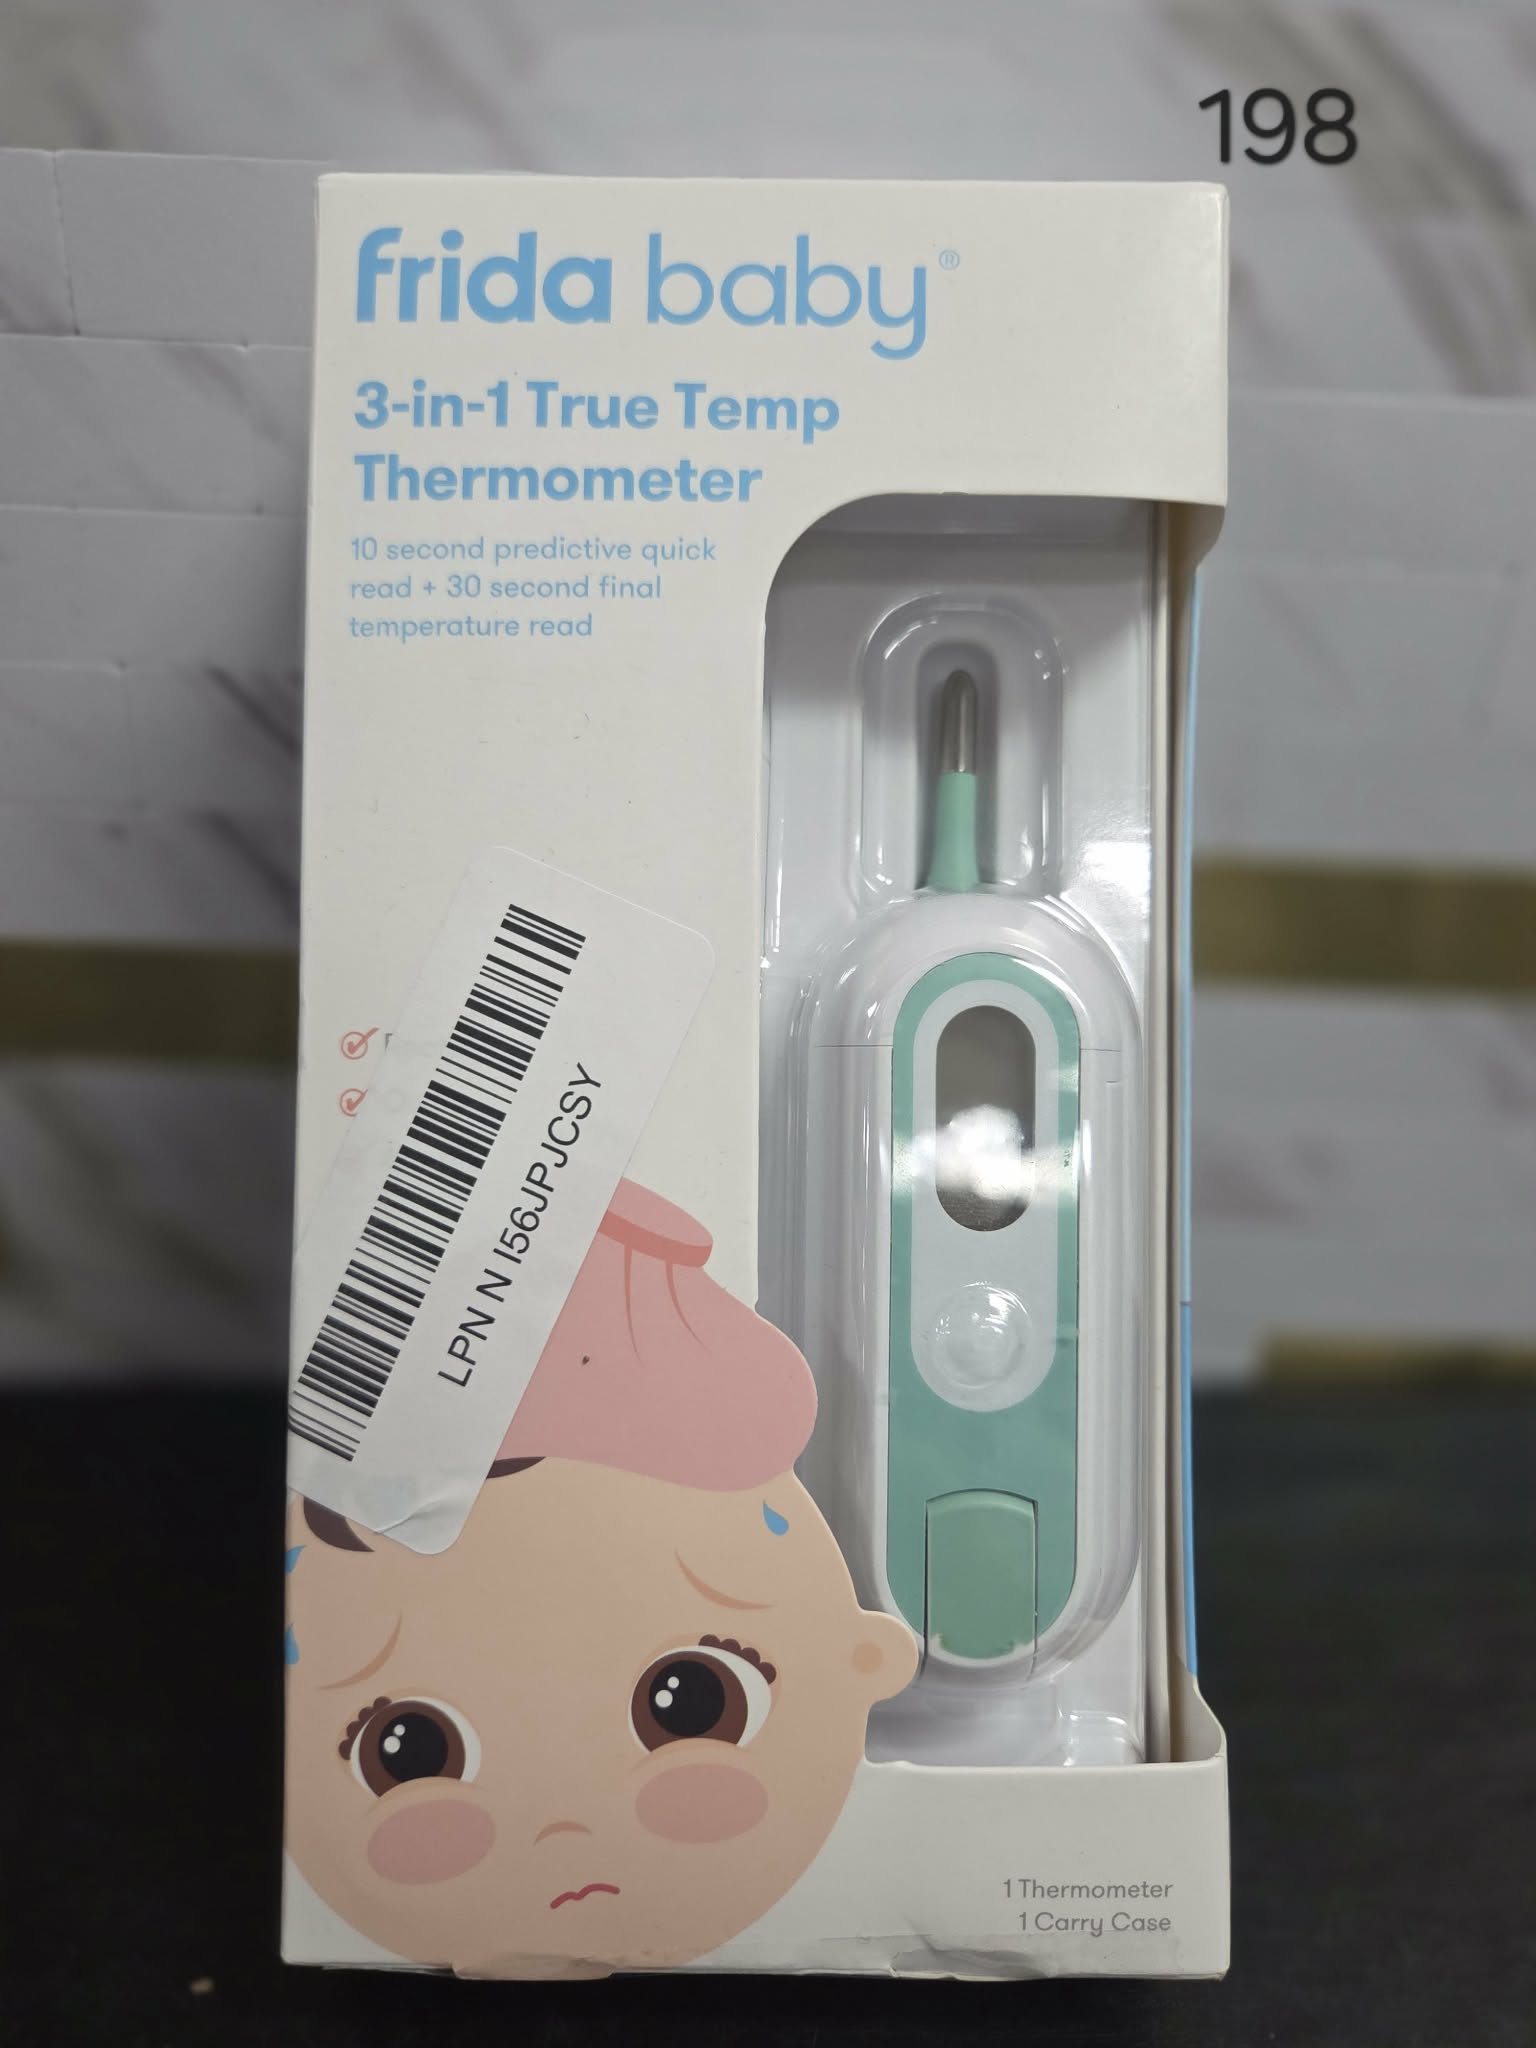 198
frida baby®
3-in-1 True Temp
Thermometer
10 second predictive quick
read + 30 second final
temperature read
LPN N I56JPJCSY
1 Thermometer
1 Carry Case